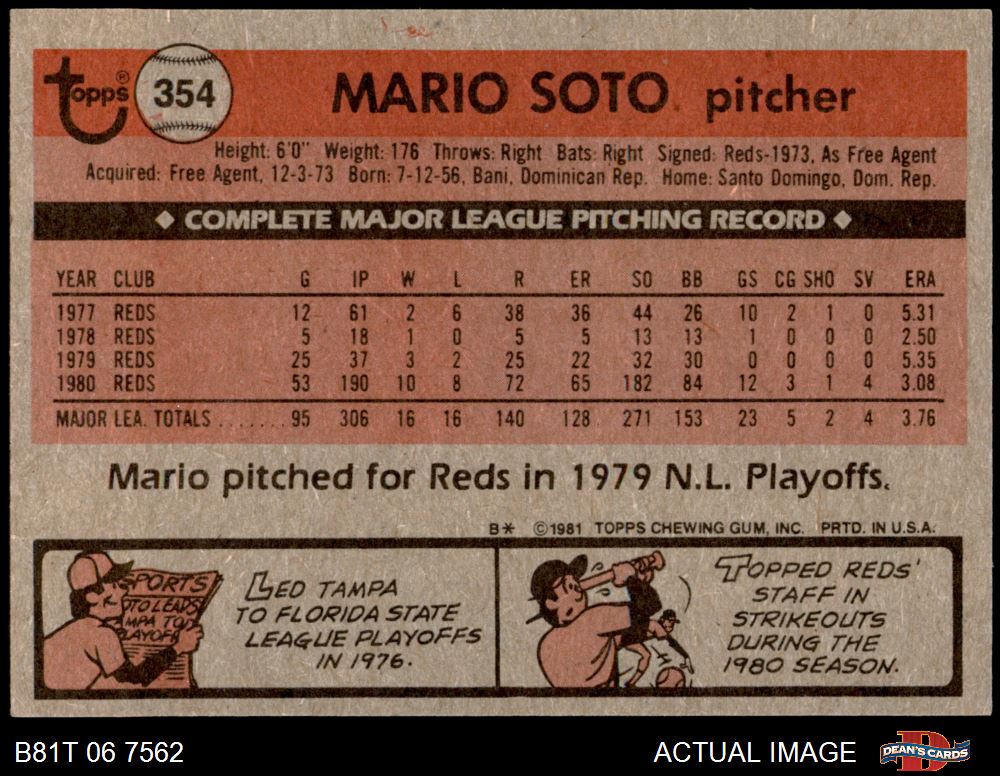 topps® 354 MARIO SOTO pitcher
Height: 6'0" Weight: 176 Throws: Right Bats: Right Signed: Reds-1973, As Free Agent
Acquired: Free Agent, 12-3-73 Born: 7-12-56, Bani, Dominican Rep. Home: Santo Domingo, Dom. Rep.
◆ COMPLETE MAJOR LEAGUE PITCHING RECORD ◆
YEAR CLUB G IP W L R ER SO BB GS CG SHO SV ERA
1977 REDS 12 61 2 6 38 36 44 26 10 2 1 0 5.31
1978 REDS 5 18 1 0 5 5 13 13 1 0 0 0 2.50
1979 REDS 25 37 3 2 25 22 32 30 0 0 0 0 5.35
1980 REDS 53 190 10 8 72 65 182 84 12 3 1 4 3.08
MAJOR LEA. TOTALS ....... 95 306 16 16 140 128 271 153 23 5 2 4 3.76
Mario pitched for Reds in 1979 N.L. Playoffs.
B* ©1981 TOPPS CHEWING GUM, INC. PRTD. IN U.S.A.
SPORTS
OTO LEADS
MPA TO
PLAYOFF
LED TAMPA
TO FLORIDA STATE
LEAGUE PLAYOFFS
IN 1976.
TOPPED REDS'
STAFF IN
STRIKEOUTS
DURING THE
1980 SEASON.
B81T 06 7562 ACTUAL IMAGE DEAN'S CARDS